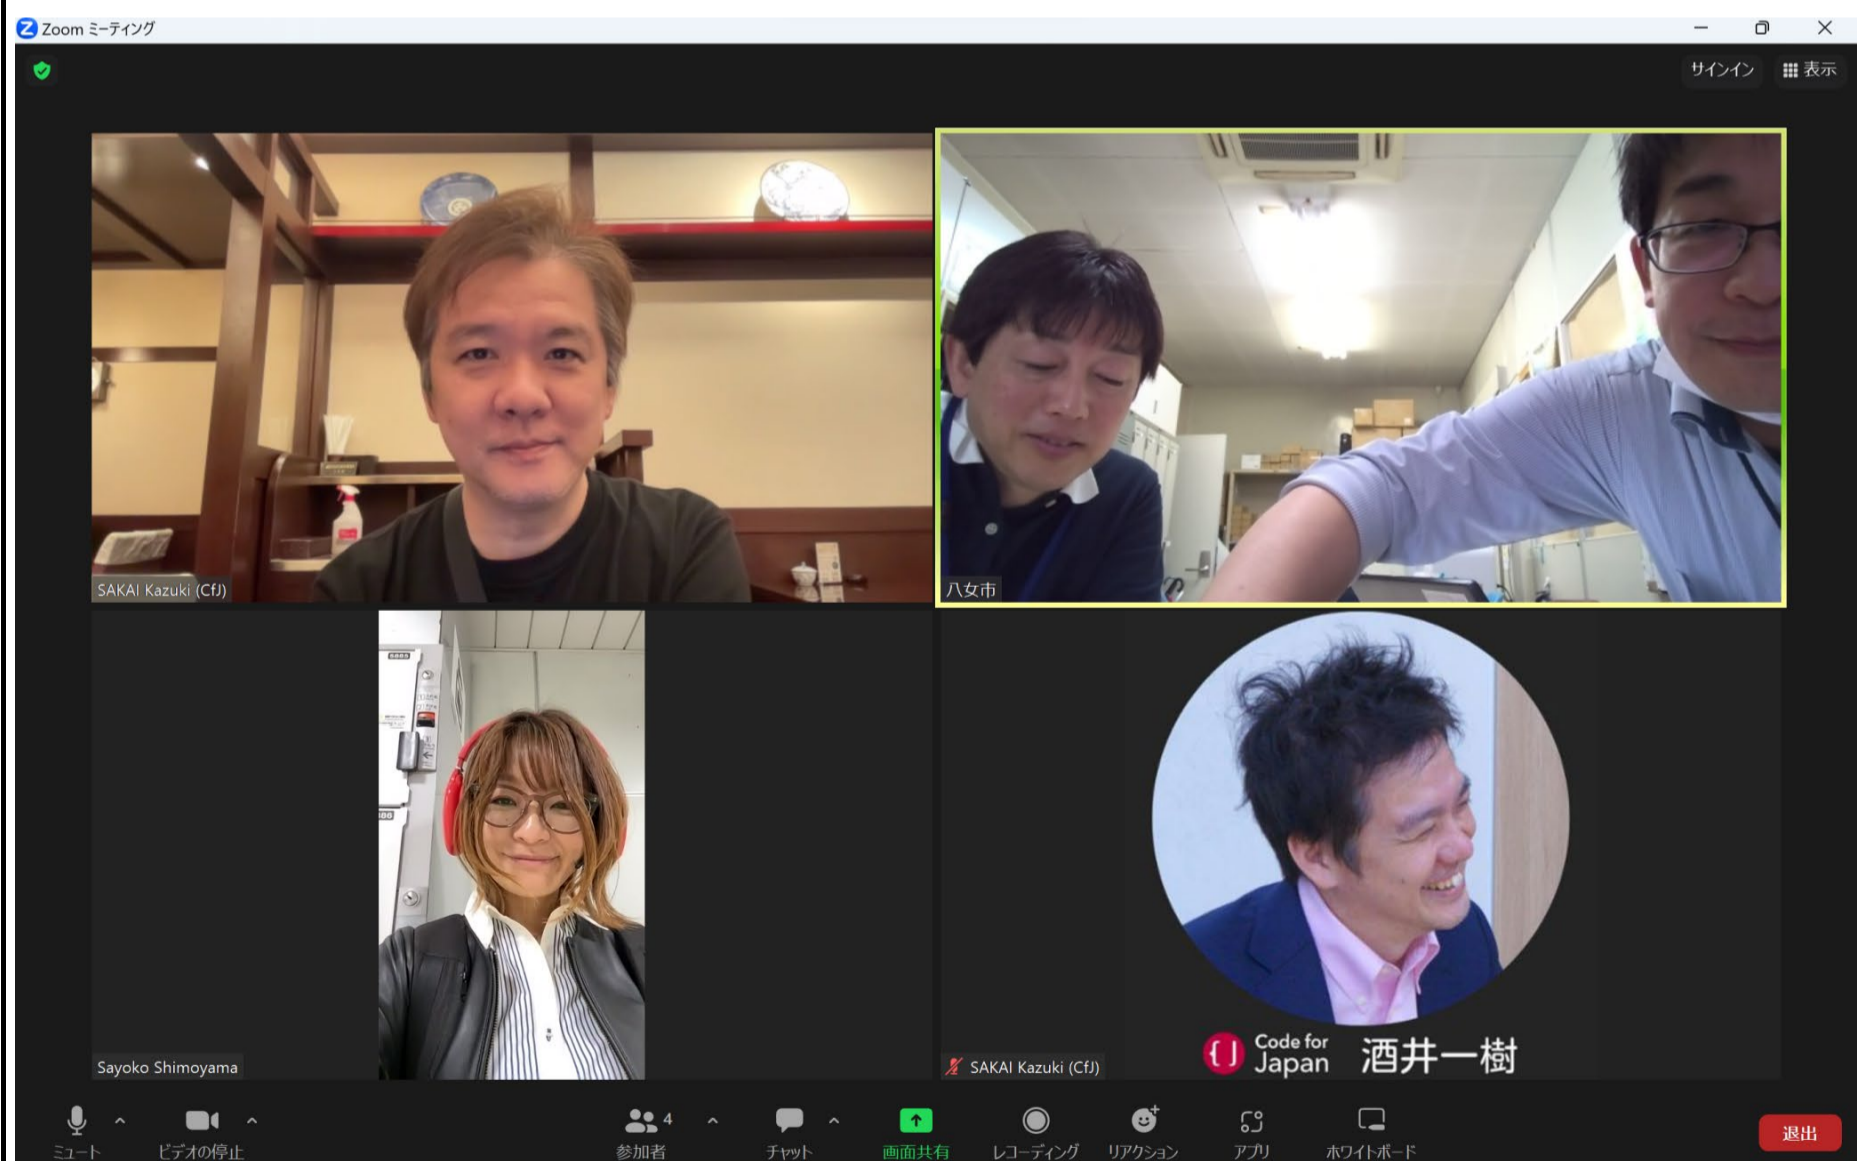 Zoom ミーティング
サインイン 表示
SAKAI Kazuki (CfJ)
八女市
Sayoko Shimoyama
SAKAI Kazuki (CfJ)
Code for
Japan 酒井一樹
4
ミュート ビデオの停止 参加者 チャット 画面共有 レコーディング リアクション アプリ ホワイトボード 退出